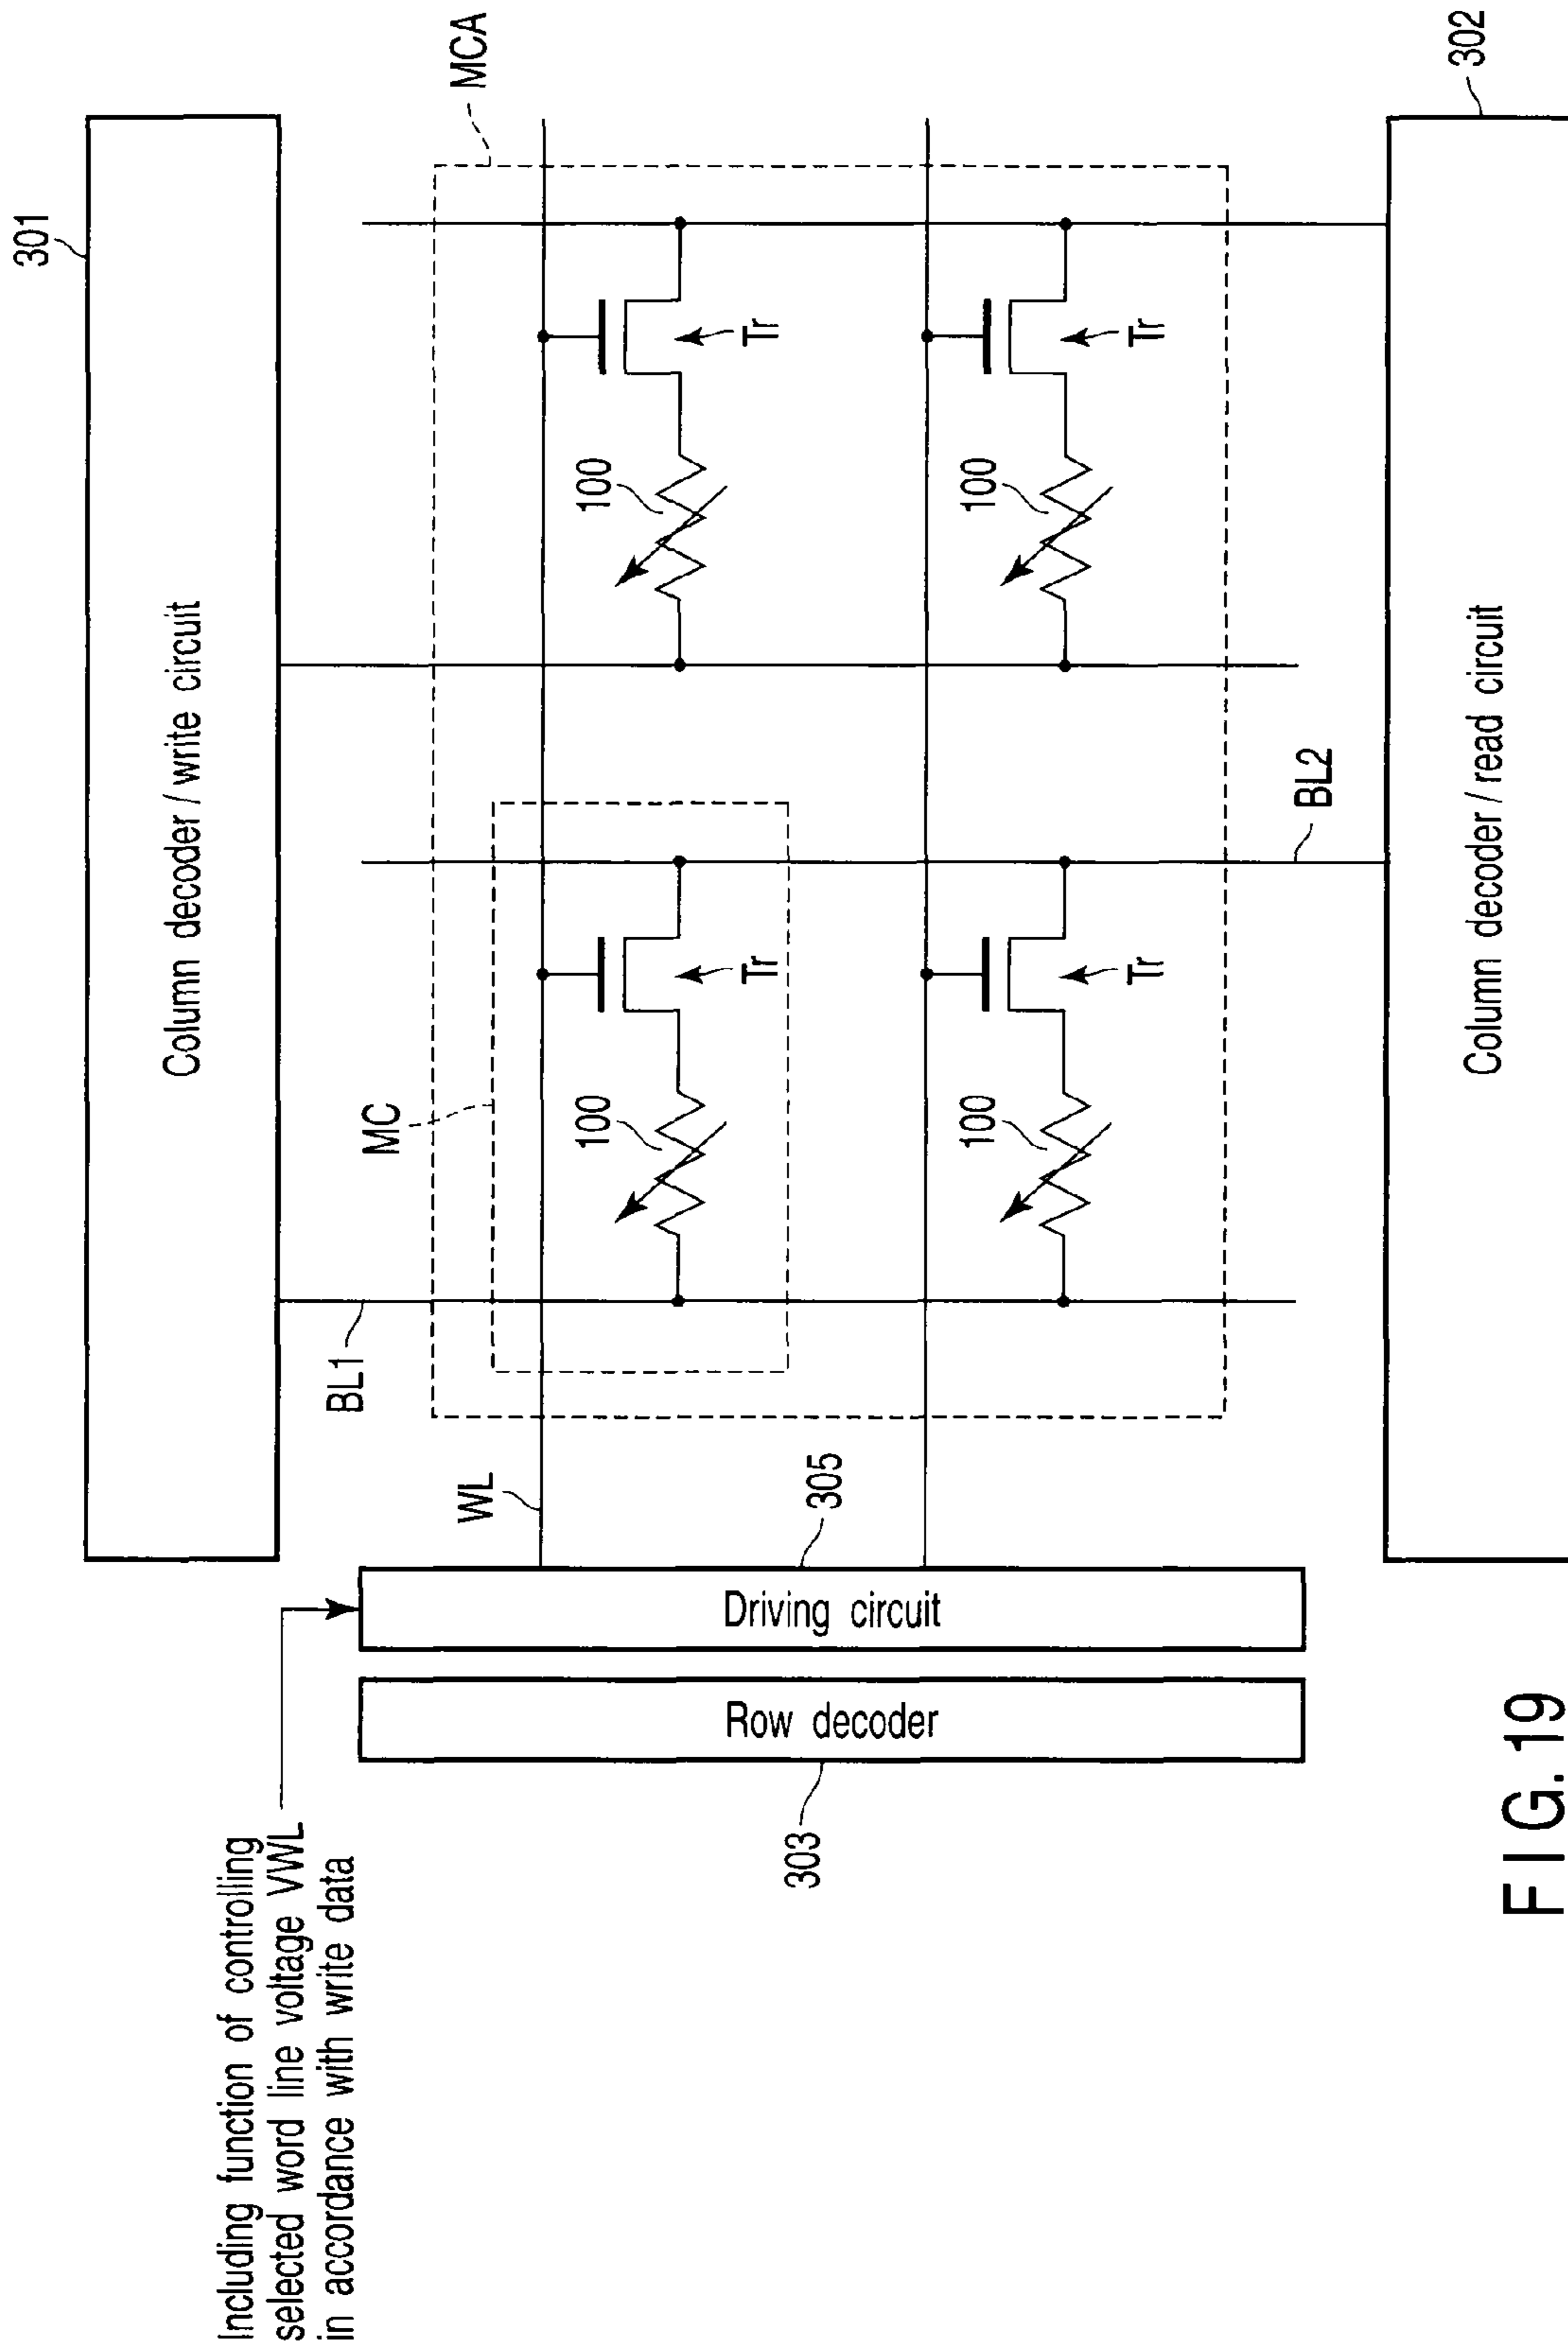 301
Column decoder / write circuit
Including function of controlling
selected word line voltage VWL
in accordance with write data
BL1
MC
MCA
WL
100
Tr
100
Tr
305
Driving circuit
Row decoder
303
100
Tr
100
Tr
BL2
302
Column decoder / read circuit
FIG. 19